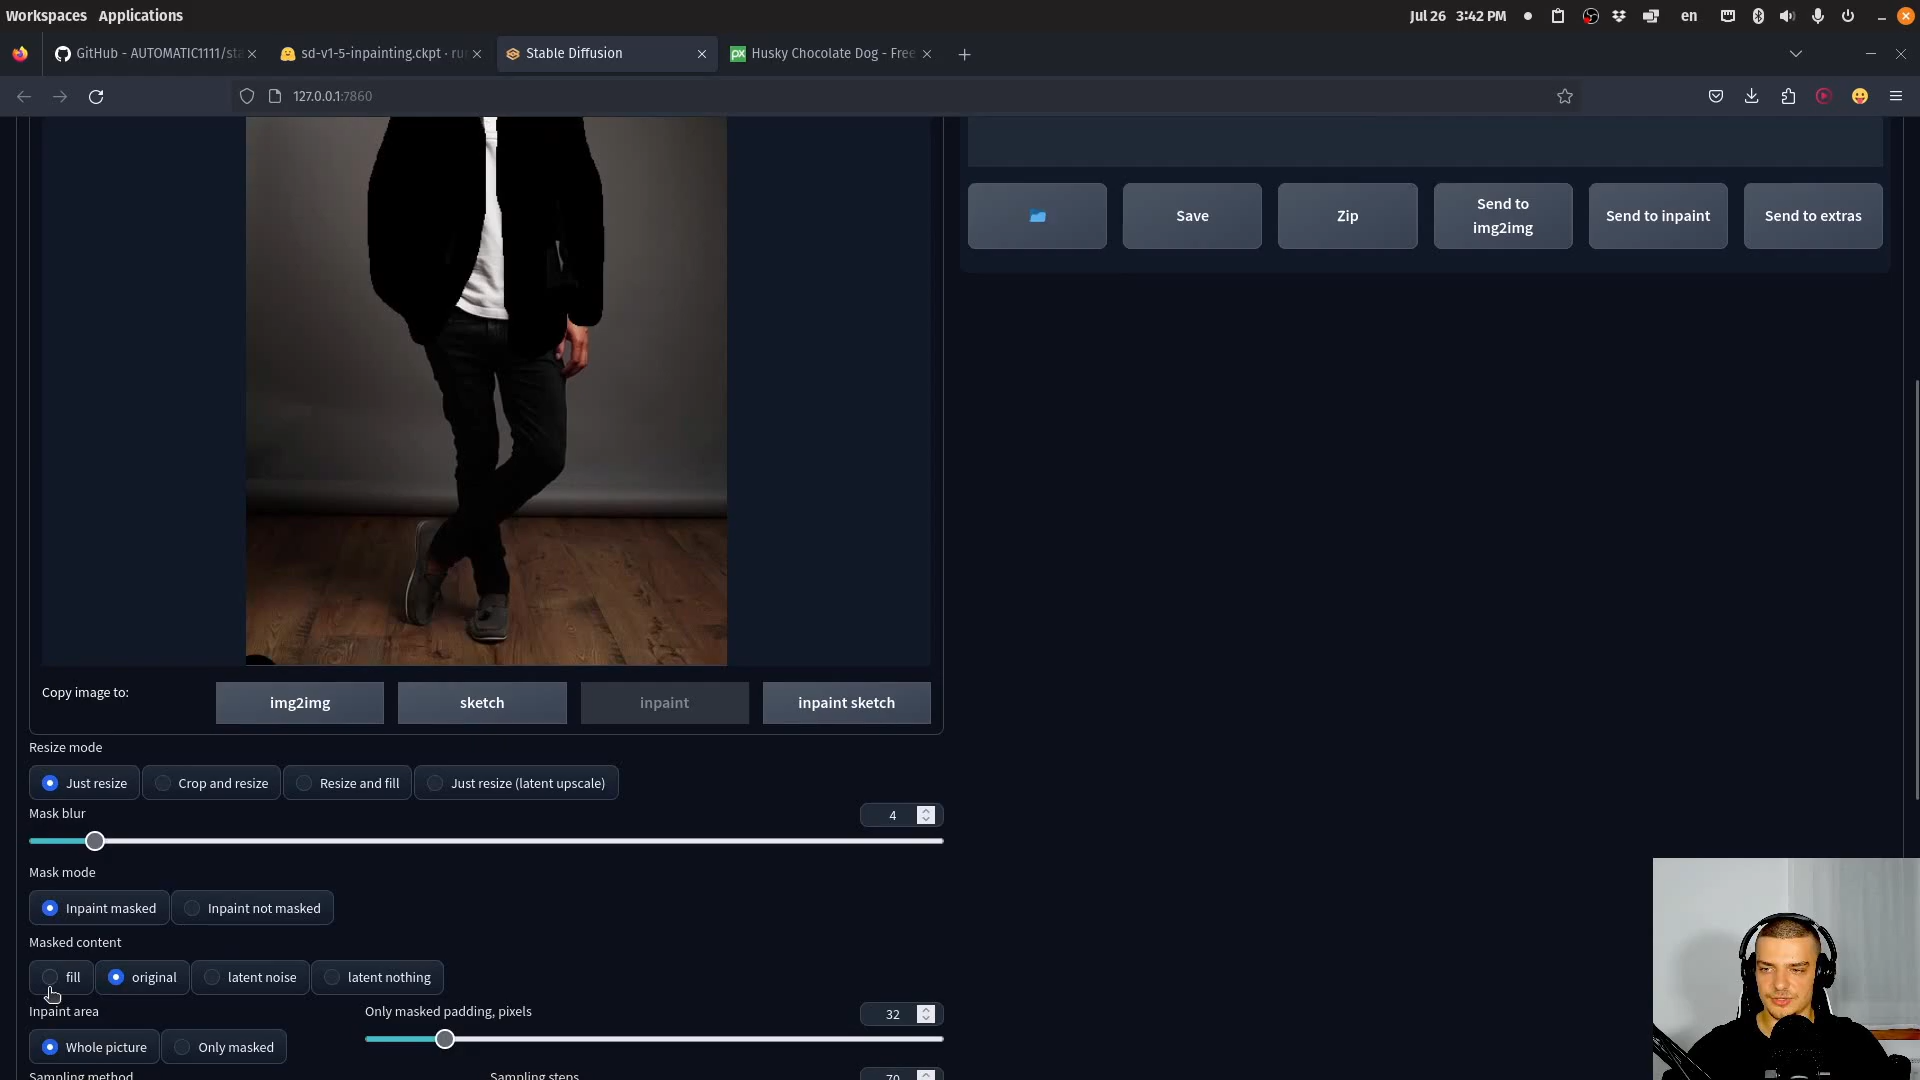 Workspaces Applications
Jul 26 3:42 PM
en
GitHub - AUTOMATIC1111/sta
sd-v1-5-inpainting.ckpt · run
Stable Diffusion
Husky Chocolate Dog - Free
127.0.0.1:7860
Save
Zip
Send to
img2img
Send to inpaint
Send to extras
Copy image to:
img2img
sketch
inpaint
inpaint sketch
Resize mode
Just resize
Crop and resize
Resize and fill
Just resize (latent upscale)
Mask blur
4
Mask mode
Inpaint masked
Inpaint not masked
Masked content
fill
original
latent noise
latent nothing
Inpaint area
Only masked padding, pixels
32
Whole picture
Only masked
Sampling method
Sampling steps
70